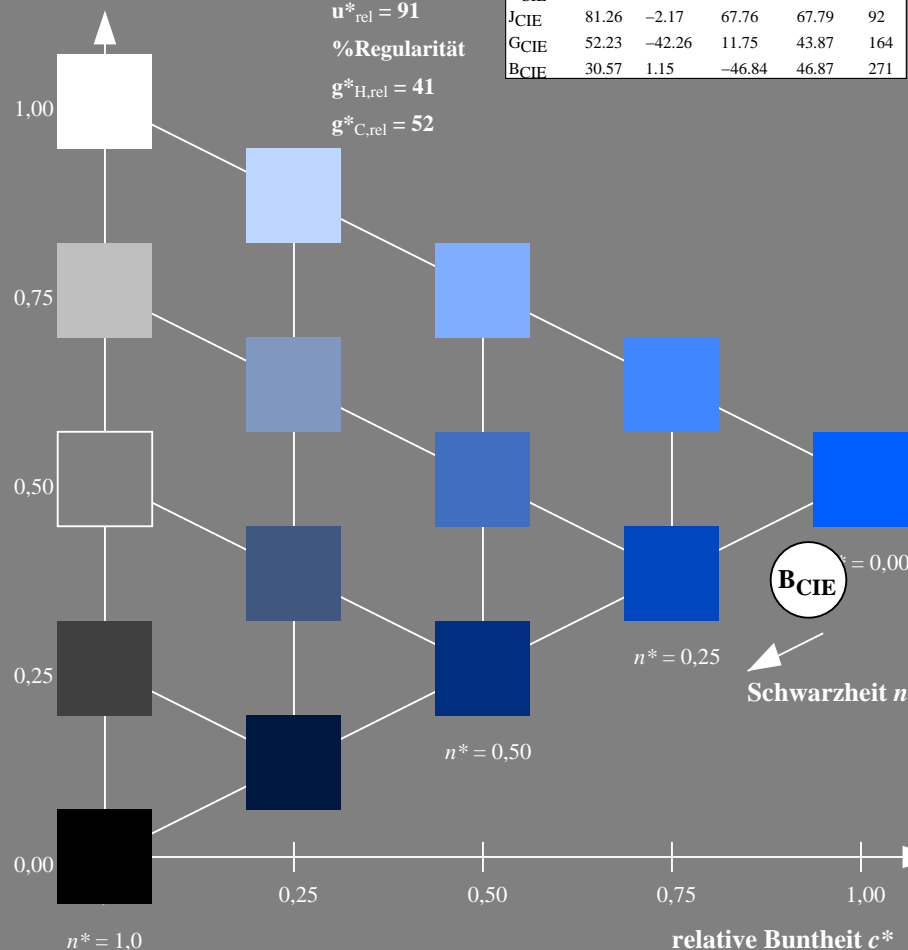 u*rel = 91
%Regularität
g*H,rel = 41
g*C,rel = 52
CIE
JCIE 81.26 −2.17 67.76 67.79 92
GCIE 52.23 −42.26 11.75 43.87 164
BCIE 30.57 1.15 −46.84 46.87 271
1,00
0,75
0,50
0,25
0,00
* = 0,00
BCIE
n* = 0,25
Schwarzheit n
n* = 0,50
0,25 0,50 0,75 1,00
n* = 1,0
relative Buntheit c*